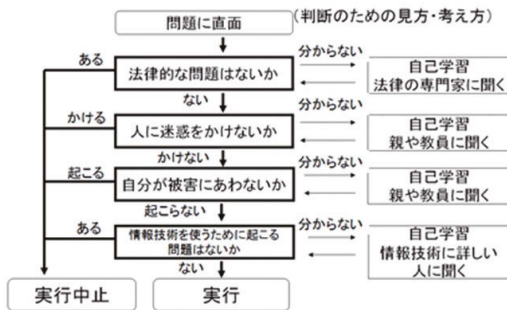 問題に直面
(判断のための見方・考え方)
ある
法律的な問題はないか
分からない
自己学習
法律の専門家に聞く
ない
かける
人に迷惑をかけないか
分からない
自己学習
親や教員に聞く
かけない
起こる
自分が被害にあわないか
分からない
自己学習
親や教員に聞く
起こらない
ある
情報技術を使うために起こる
問題はないか
分からない
自己学習
情報技術に詳しい
人に聞く
ない
実行中止
実行